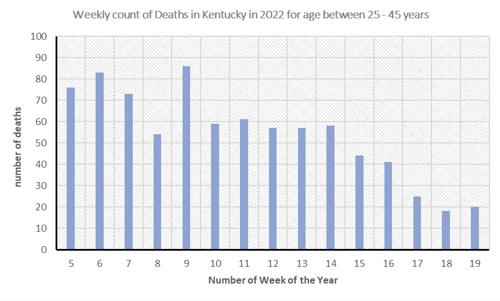 Weekly count of Deaths in Kentucky in 2022 for age between 25 - 45 years
number of deaths
100
90
80
70
60
50
40
30
20
10
0
5 6 7 8 9 10 11 12 13 14 15 16 17 18 19
Number of Week of the Year